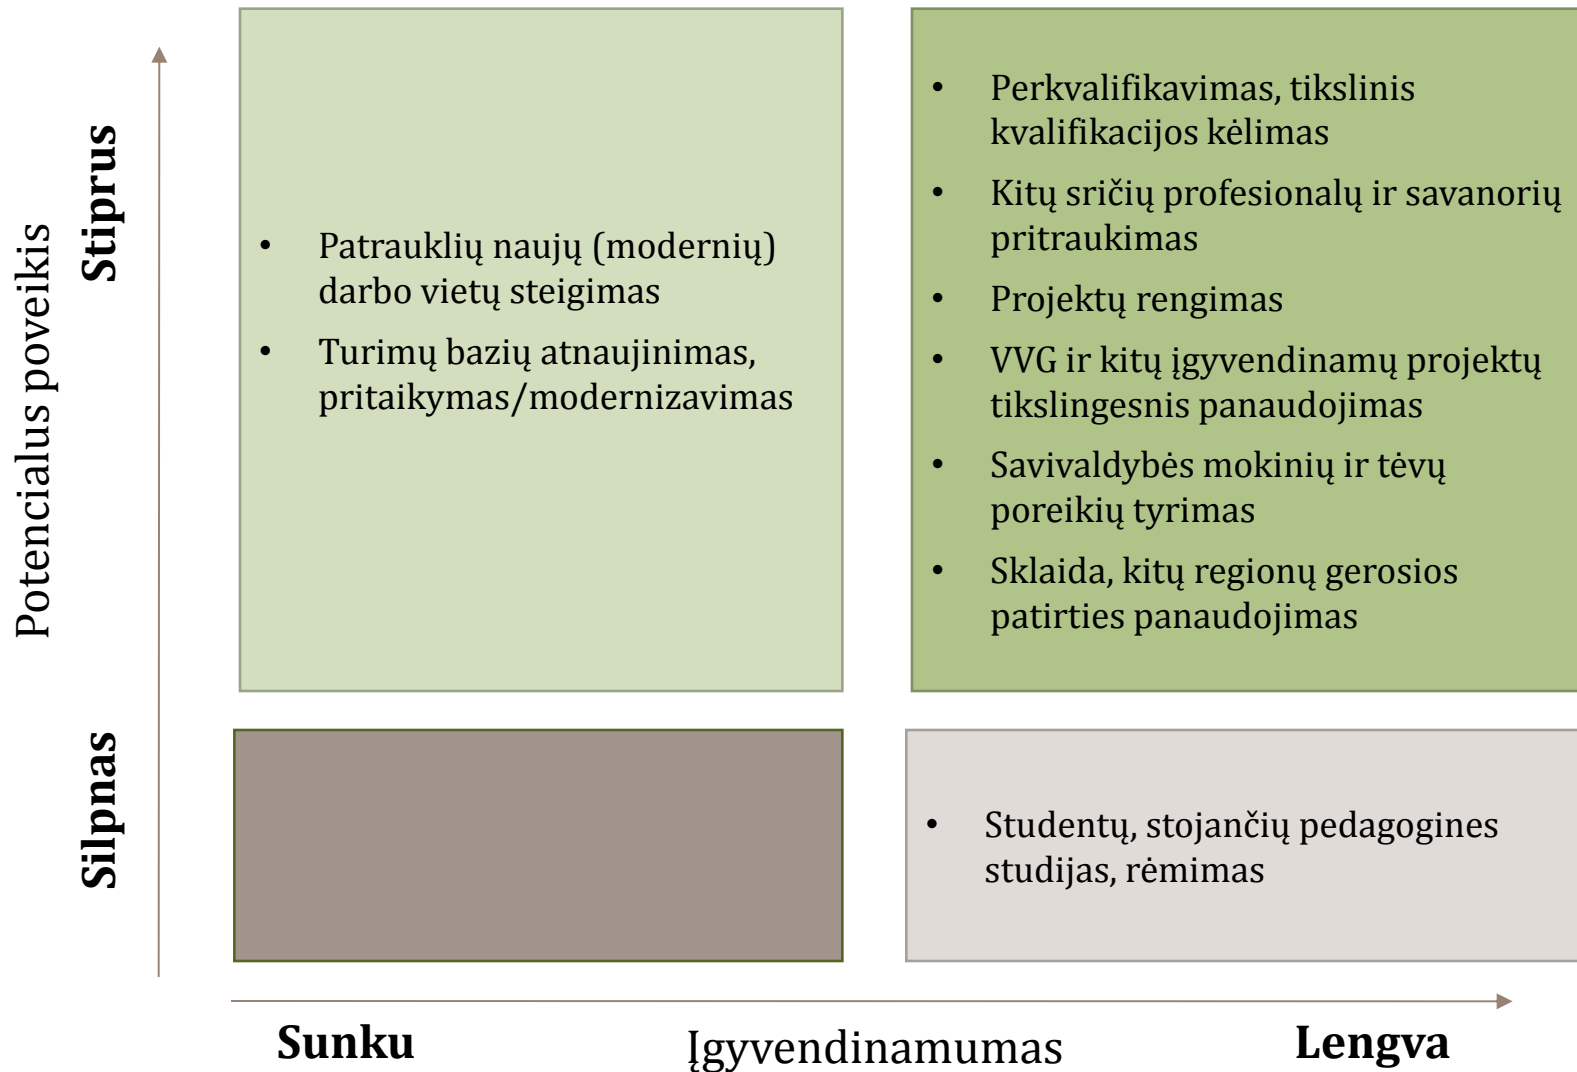 Potencialus poveikis
Stiprus
Silpnas
• Patrauklių naujų (modernių)
darbo vietų steigimas
• Turimų bazių atnaujinimas,
pritaikymas/modernizavimas
• Perkvalifikavimas, tikslinis
kvalifikacijos kėlimas
• Kitų sričių profesionalų ir savanorių
pritraukimas
• Projektų rengimas
• VVG ir kitų įgyvendinamų projektų
tikslingesnis panaudojimas
• Savivaldybės mokinių ir tėvų
poreikių tyrimas
• Sklaida, kitų regionų gerosios
patirties panaudojimas
• Studentų, stojančių pedagogines
studijas, rėmimas
Sunku
Įgyvendinamumas
Lengva